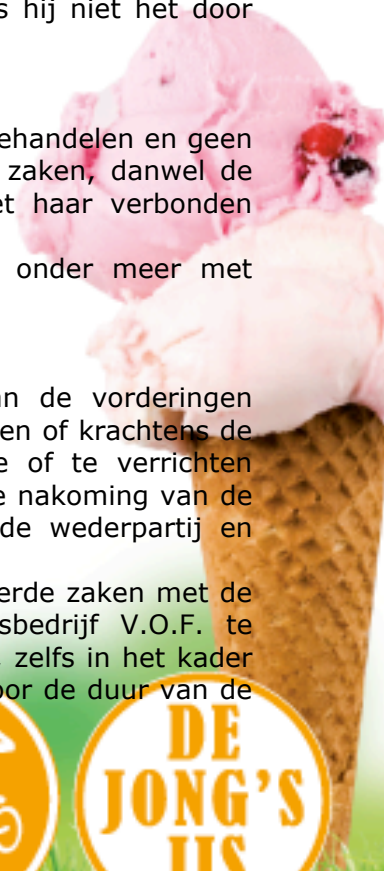 s hij niet het door
ehandelen en geen
zaken, danwel de
et haar verbonden
onder meer met
an de vorderingen
en of krachtens de
e of te verrichten
e nakoming van de
de wederpartij en
erde zaken met de
sbedrijf V.O.F. te
zelfs in het kader
oor de duur van de
DE
JONG'S
IJS